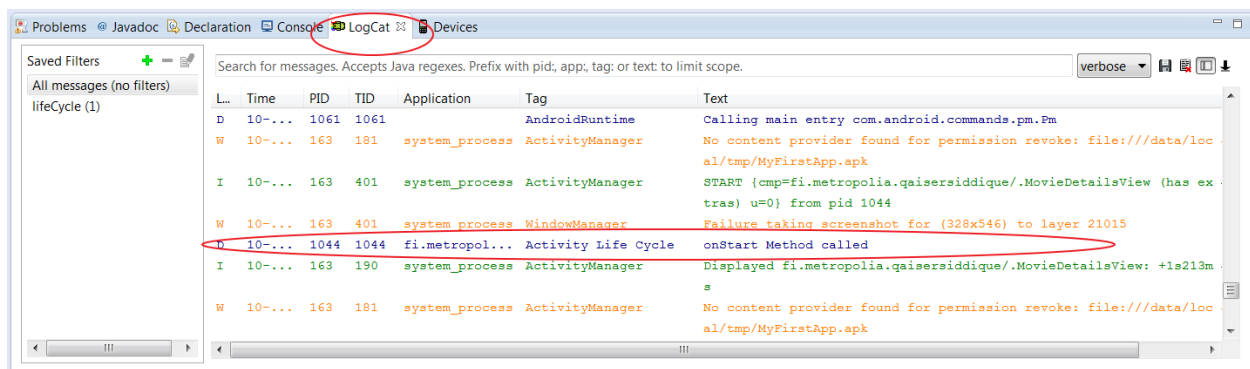 Problems @ Javadoc Declaration Console LogCat Devices
Saved Filters
Search for messages. Accepts Java regexes. Prefix with pid:, app:, tag: or text: to limit scope.
verbose
All messages (no filters)
lifeCycle (1)
L... Time PID TID Application Tag Text
D 10-... 1061 1061 AndroidRuntime Calling main entry com.android.commands.pm.Pm
W 10-... 163 181 system_process ActivityManager No content provider found for permission revoke: file:///data/loc
al/tmp/MyFirstApp.apk
I 10-... 163 401 system_process ActivityManager START {cmp=fi.metropolia.qaisersiddique/.MovieDetailsView (has ex
tras) u=0} from pid 1044
W 10-... 163 401 system_process WindowManager Failure taking screenshot for (328x546) to layer 21015
D 10-... 1044 1044 fi.metropol... Activity Life Cycle onStart Method called
I 10-... 163 190 system_process ActivityManager Displayed fi.metropolia.qaisersiddique/.MovieDetailsView: +1s213m
s
W 10-... 163 181 system_process ActivityManager No content provider found for permission revoke: file:///data/loc
al/tmp/MyFirstApp.apk